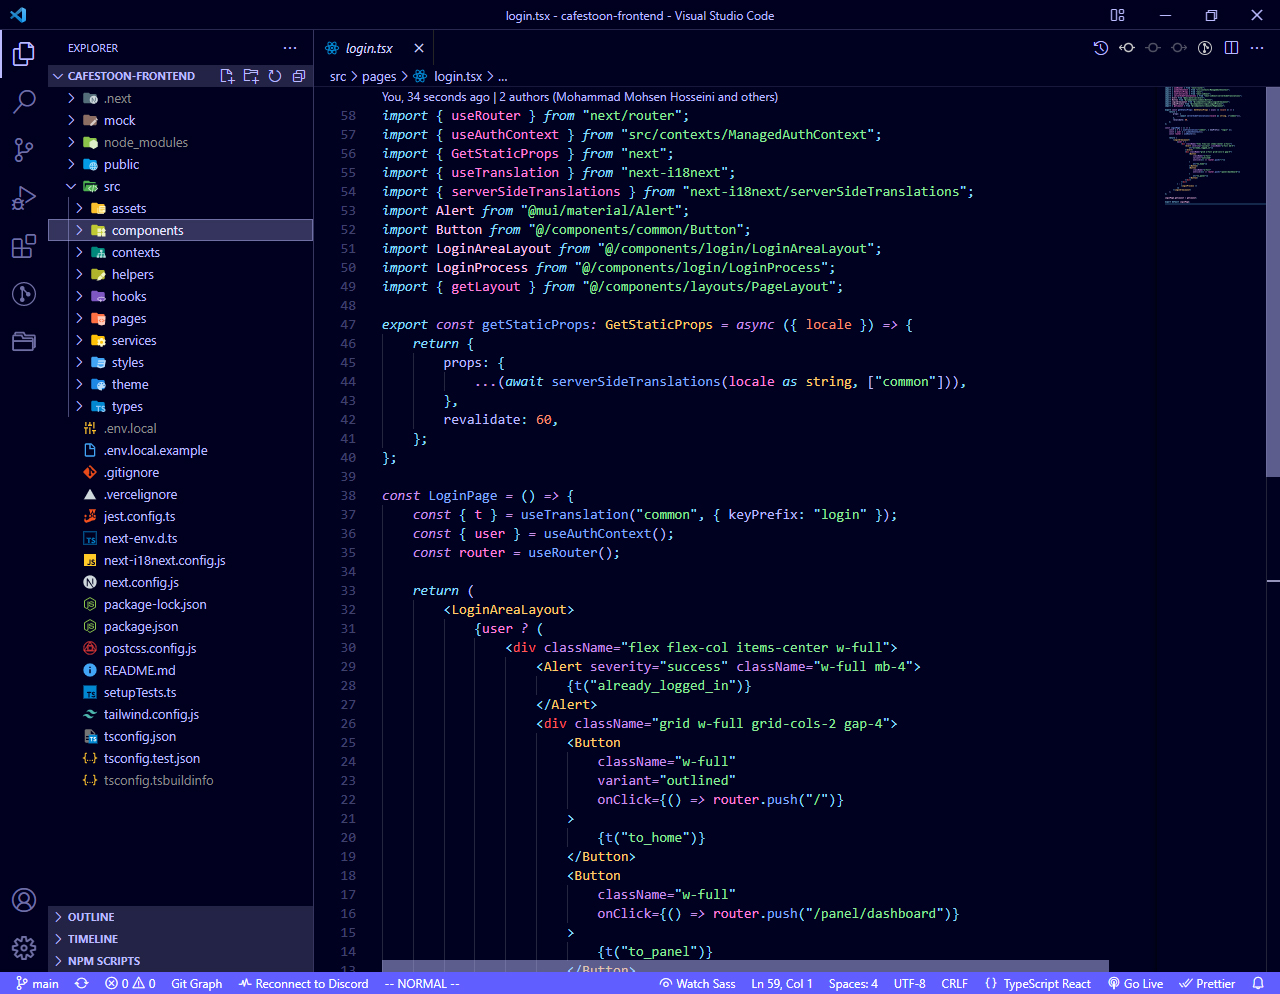 login.tsx - cafestoon-frontend - Visual Studio Code
EXPLORER
CAFESTOON-FRONTEND
.next
mock
node_modules
public
src
assets
components
contexts
helpers
hooks
pages
services
styles
theme
types
.env.local
.env.local.example
.gitignore
.vercelignore
jest.config.ts
next-env.d.ts
next-i18next.config.js
next.config.js
package-lock.json
package.json
postcss.config.js
README.md
setupTests.ts
tailwind.config.js
tsconfig.json
tsconfig.test.json
tsconfig.tsbuildinfo
OUTLINE
TIMELINE
NPM SCRIPTS
login.tsx
src > pages > login.tsx > ...
You, 34 seconds ago | 2 authors (Mohammad Mohsen Hosseini and others)
58 import { useRouter } from "next/router";
57 import { useAuthContext } from "src/contexts/ManagedAuthContext";
56 import { GetStaticProps } from "next";
55 import { useTranslation } from "next-i18next";
54 import { serverSideTranslations } from "next-i18next/serverSideTranslations";
53 import Alert from "@mui/material/Alert";
52 import Button from "@/components/common/Button";
51 import LoginAreaLayout from "@/components/login/LoginAreaLayout";
50 import LoginProcess from "@/components/login/LoginProcess";
49 import { getLayout } from "@/components/layouts/PageLayout";
48
47 export const getStaticProps: GetStaticProps = async ({ locale }) => {
46     return {
45         props: {
44             ...(await serverSideTranslations(locale as string, ["common"])),
43         },
42         revalidate: 60,
41     };
40 };
39
38 const LoginPage = () => {
37     const { t } = useTranslation("common", { keyPrefix: "login" });
36     const { user } = useAuthContext();
35     const router = useRouter();
34
33     return (
32         <LoginAreaLayout>
31             {user ? (
30                 <div className="flex flex-col items-center w-full">
29                     <Alert severity="success" className="w-full mb-4">
28                         {t("already_logged_in")}
27                     </Alert>
26                     <div className="grid w-full grid-cols-2 gap-4">
25                         <Button
24                             className="w-full"
23                             variant="outlined"
22                             onClick={() => router.push("/")}
21                         >
20                             {t("to_home")}
19                         </Button>
18                         <Button
17                             className="w-full"
16                             onClick={() => router.push("/panel/dashboard")}
15                         >
14                             {t("to_panel")}
13                         </Button>
main 0 0 Git Graph Reconnect to Discord -- NORMAL -- Watch Sass Ln 59, Col 1 Spaces: 4 UTF-8 CRLF {} TypeScript React Go Live Prettier